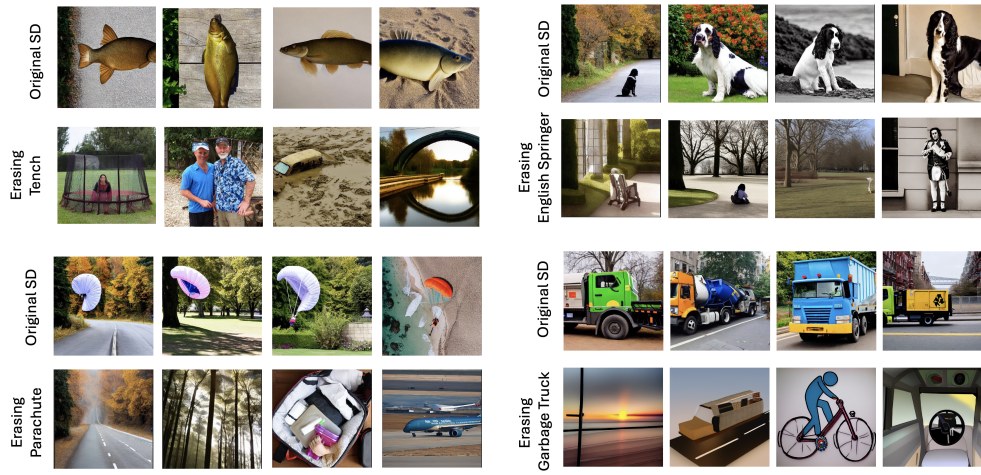 Original SD
Erasing
Tench
Original SD
Erasing
English Springer
Original SD
Erasing
Parachute
Original SD
Erasing
Garbage Truck